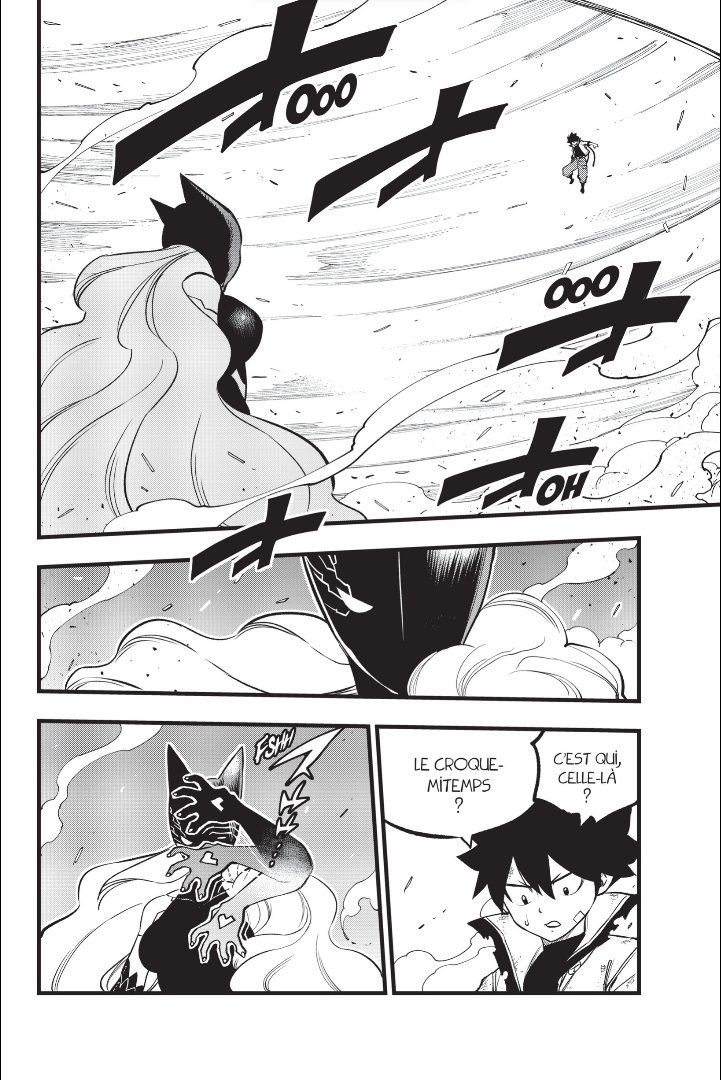 OOO
OOO
OH
FSHH
LE CROQUE-
MITEMPS
?
C'EST QUI,
CELLE-LÀ
?